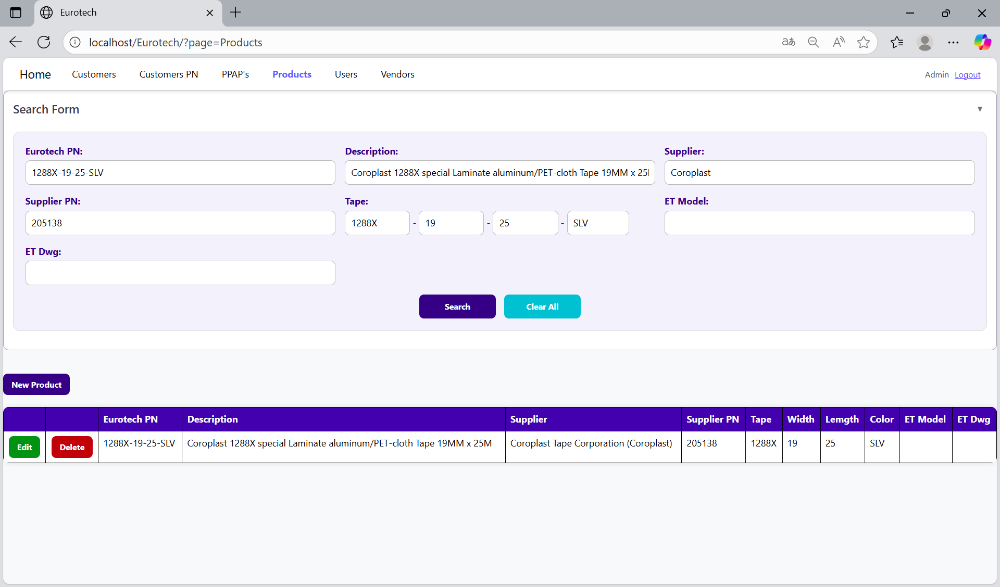 Eurotech
localhost/Eurotech/?page=Products
Home Customers Customers PN PPAP's Products Users Vendors Admin Logout
Search Form
Eurotech PN: Description: Supplier:
1288X-19-25-SLV Coroplast 1288X special Laminate aluminum/PET-cloth Tape 19MM x 25 Coroplast
Supplier PN: Tape: ET Model:
205138 1288X - 19 - 25 - SLV
ET Dwg:
Search Clear All
New Product
Eurotech PN Description Supplier Supplier PN Tape Width Lemgth Color ET Model ET Dwg
Edit Delete 1288X-19-25-SLV Coroplast 1288X special Laminate aluminum/PET-cloth Tape 19MM x 25M Coroplast Tape Corporation (Coroplast) 205138 1288X 19 25 SLV